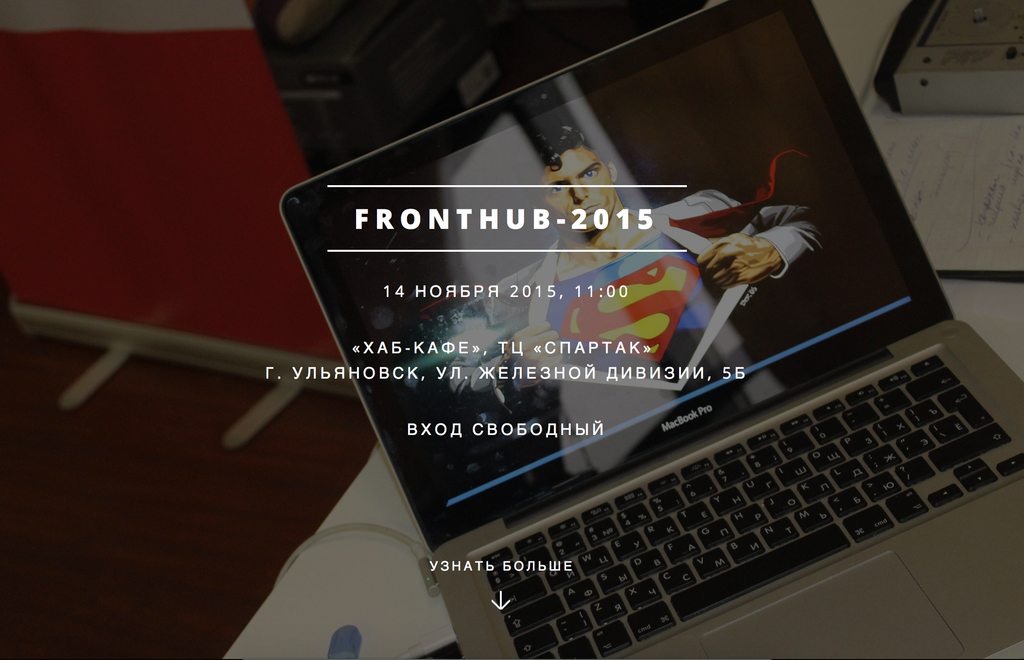 FRONTHUB-2015
14 НОЯБРЯ 2015, 11:00
«ХАБ-КАФЕ», ТЦ «СПАРТАК»
Г. УЛЬЯНОВСК, УЛ. ЖЕЛЕЗНОЙ ДИВИЗИИ, 5Б
MacBook Pro
ВХОД СВОБОДНЫЙ
УЗНАТЬ БОЛЬШЕ